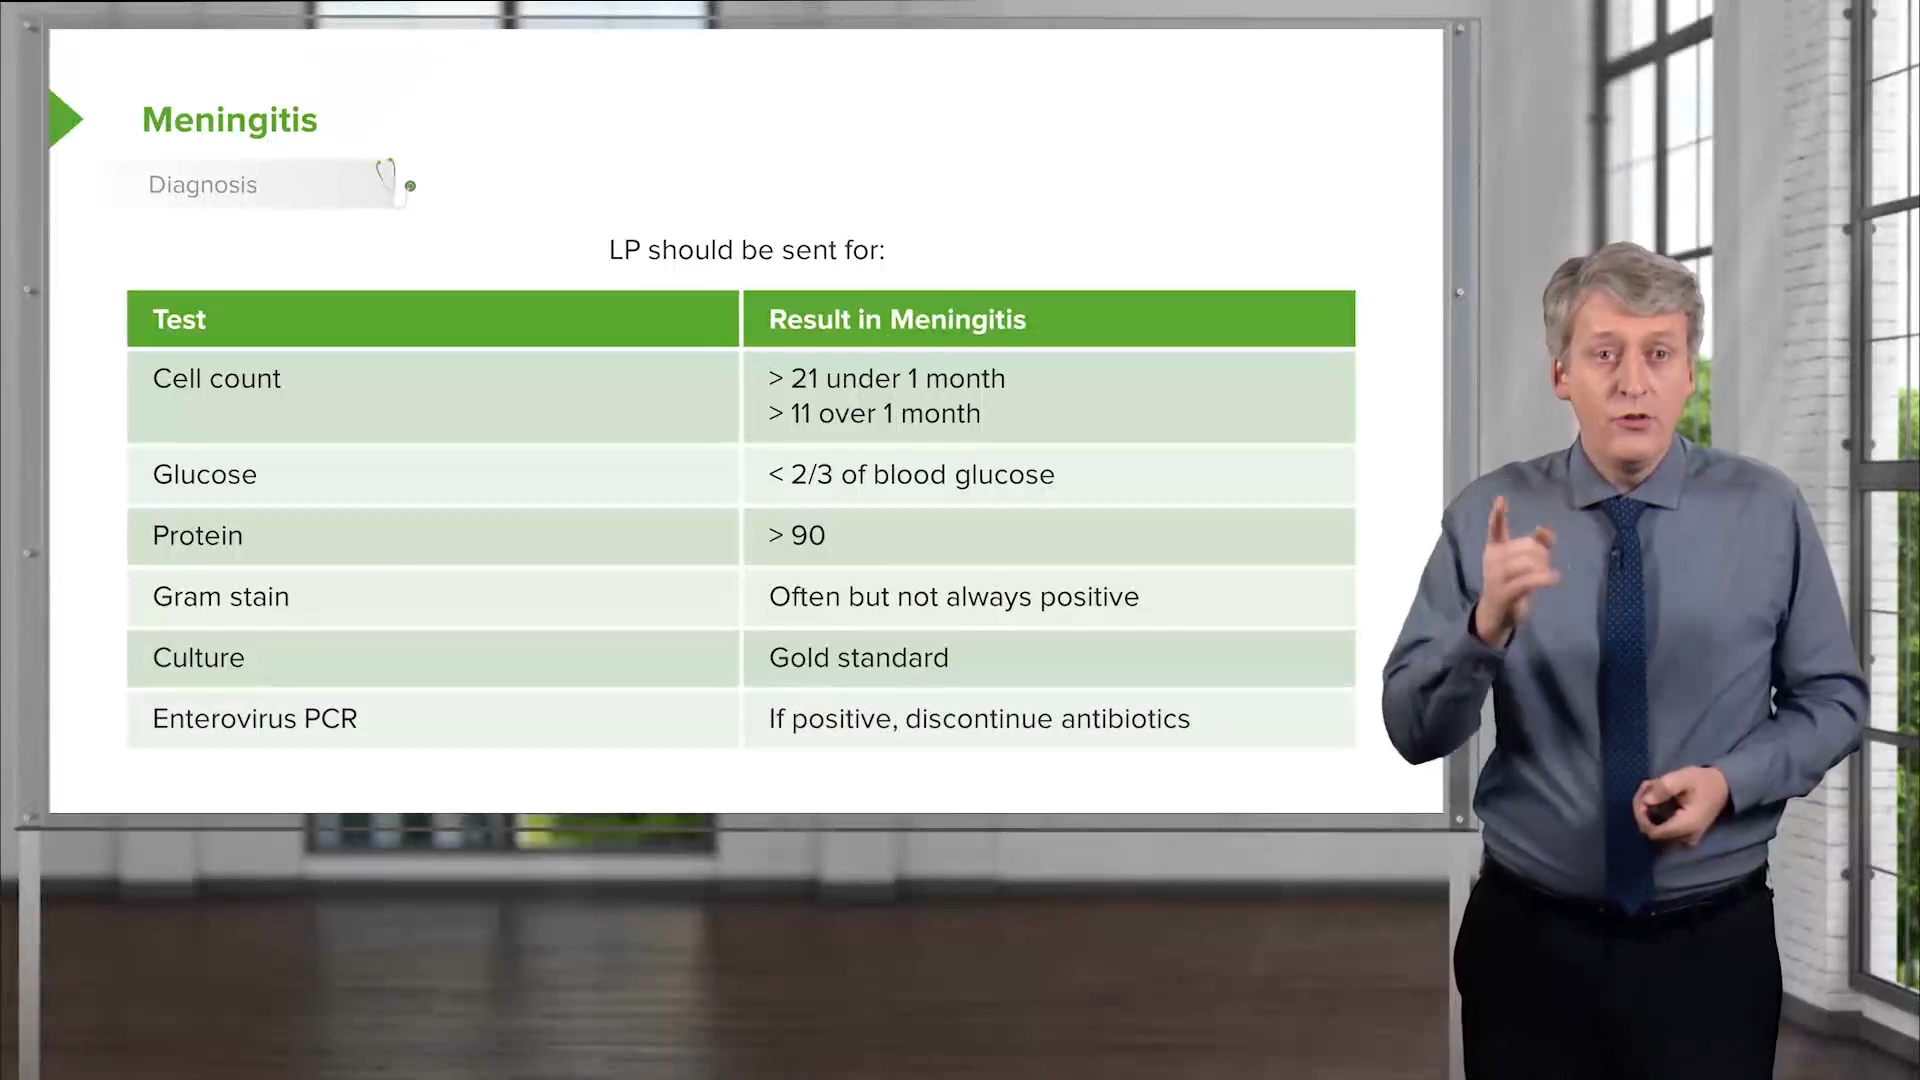 Meningitis
Diagnosis
LP should be sent for:
Test
Result in Meningitis
Cell count
> 21 under 1 month
> 11 over 1 month
Glucose
< 2/3 of blood glucose
Protein
> 90
Gram stain
Often but not always positive
Culture
Gold standard
Enterovirus PCR
If positive, discontinue antibiotics